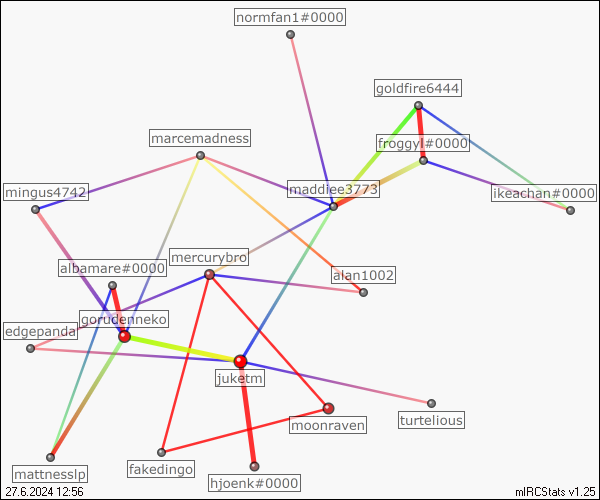 normfan1#0000
goldfire6444
marcemadness
froggyl#0000
mingus4742
maddiee3773
ikeachan#0000
mercurybro
albamare#0000
alan1002
gorudenneko
edgepanda
juketm
moonraven
turtelious
mattnesslp
fakedingo
hjoenk#0000
27.6.2024 12:56
mIRCStats v1.25